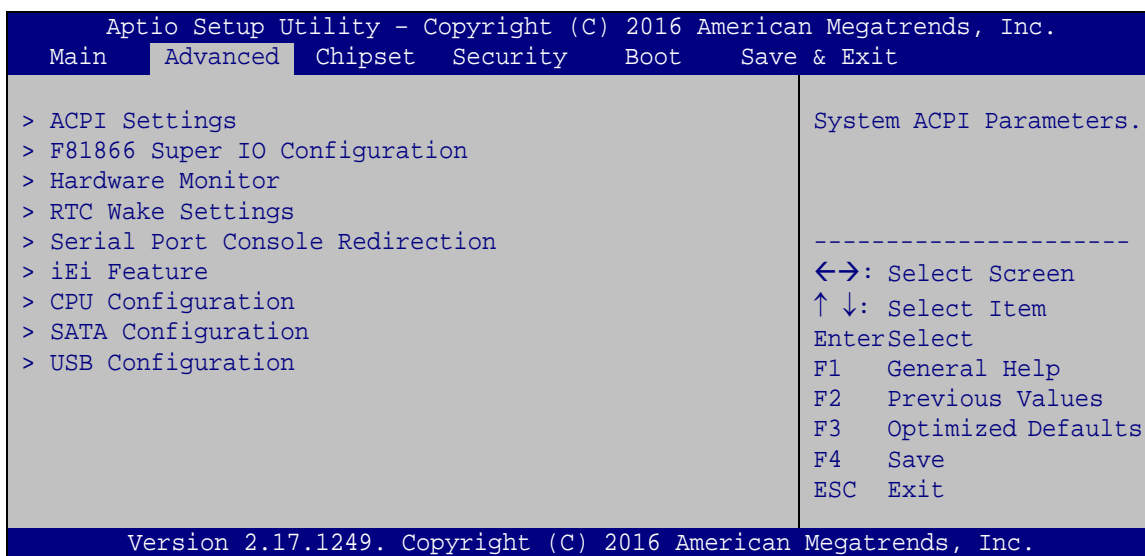 Aptio Setup Utility – Copyright (C) 2016 American Megatrends, Inc.
Main Advanced Chipset Security Boot Save & Exit
> ACPI Settings
> F81866 Super IO Configuration
> Hardware Monitor
> RTC Wake Settings
> Serial Port Console Redirection
> iEi Feature
> CPU Configuration
> SATA Configuration
> USB Configuration
System ACPI Parameters.
----------------------
←→: Select Screen
↑ ↓: Select Item
EnterSelect
F1 General Help
F2 Previous Values
F3 Optimized Defaults
F4 Save
ESC Exit
Version 2.17.1249. Copyright (C) 2016 American Megatrends, Inc.